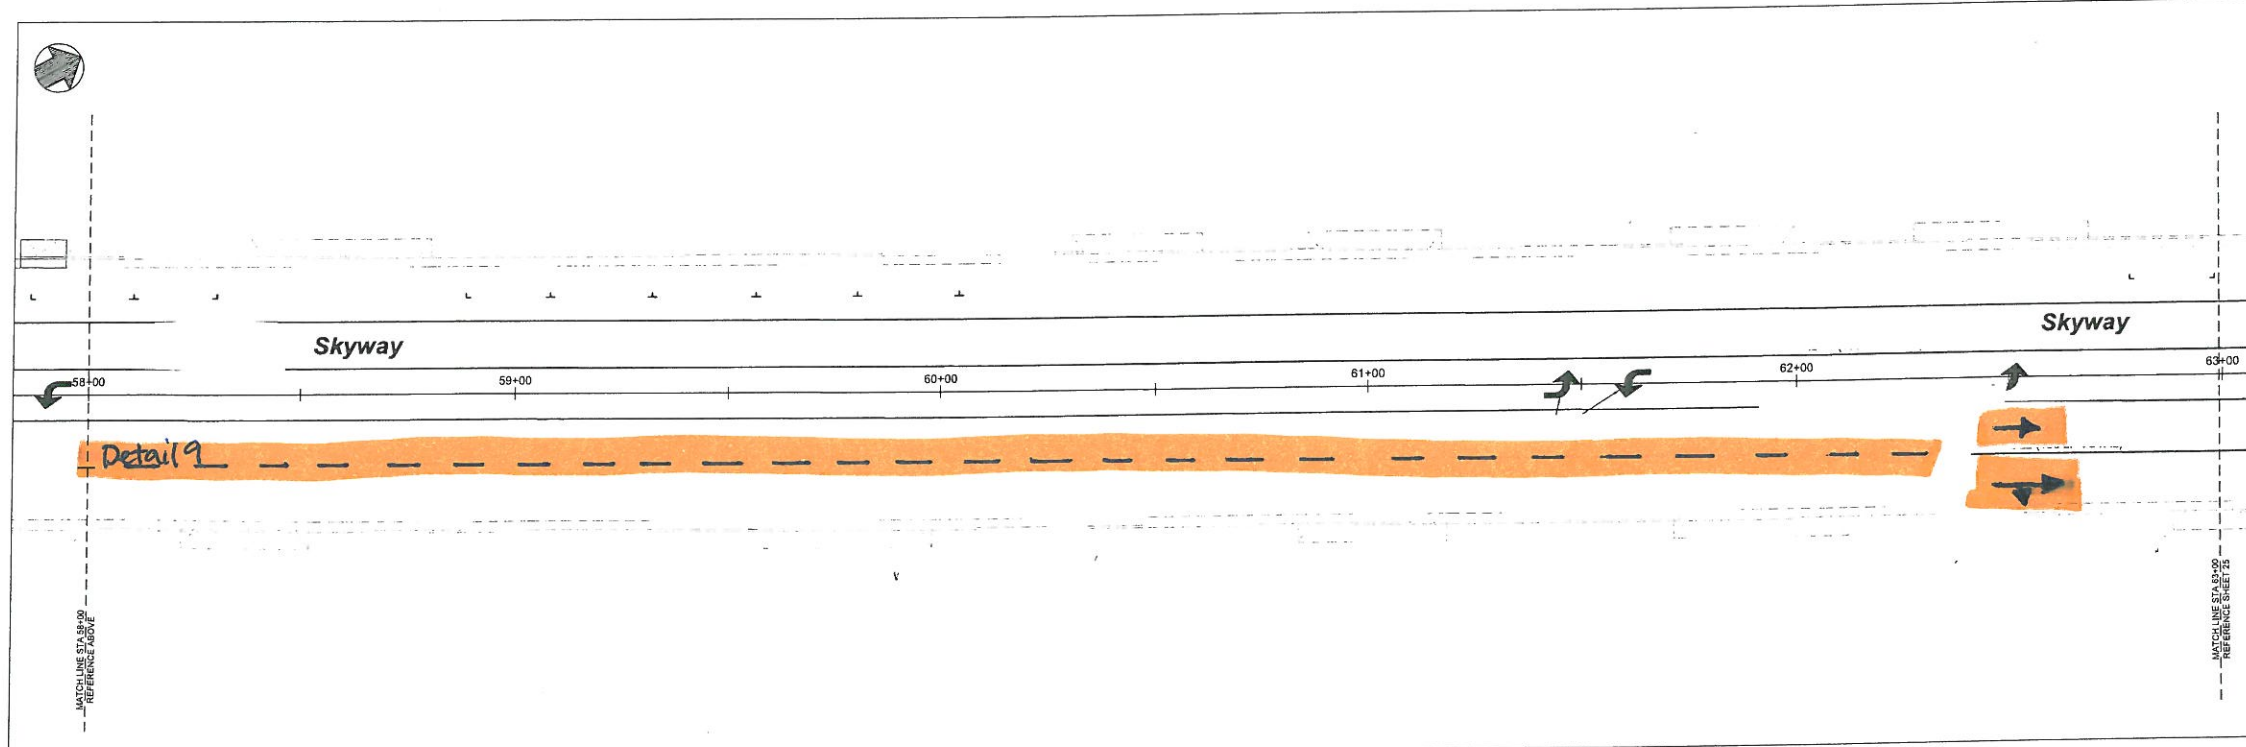 Skyway
Skyway
58+00
59+00
60+00
61+00
62+00
63+00
Detail 9
MATCH LINE STA 58+00
REFERENCE ABOVE
MATCH LINE STA 63+00
REFERENCE SHEET 25